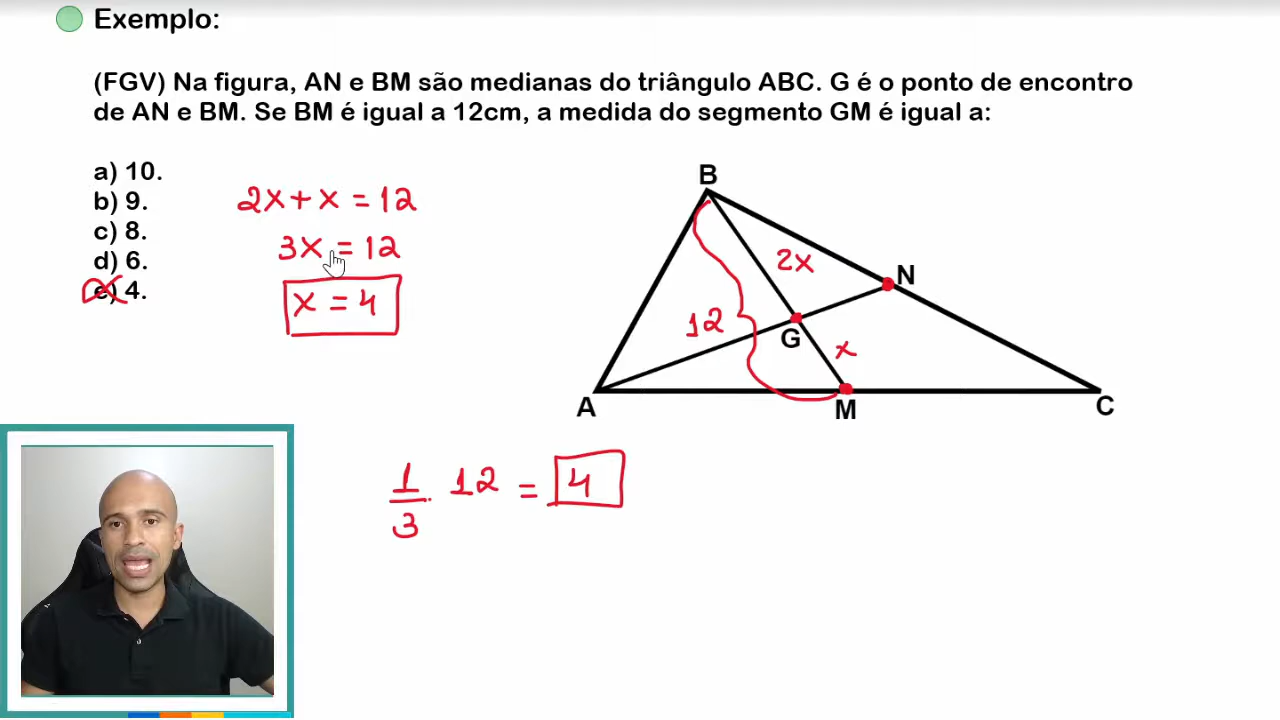 Exemplo:
(FGV) Na figura, AN e BM são medianas do triângulo ABC. G é o ponto de encontro
de AN e BM. Se BM é igual a 12cm, a medida do segmento GM é igual a:
a) 10.
b) 9.
c) 8.
d) 6.
e) 4.
2x + x = 12
3x = 12
x = 4
B
2x
N
12
G
x
A
M
C
1/3 . 12 = 4